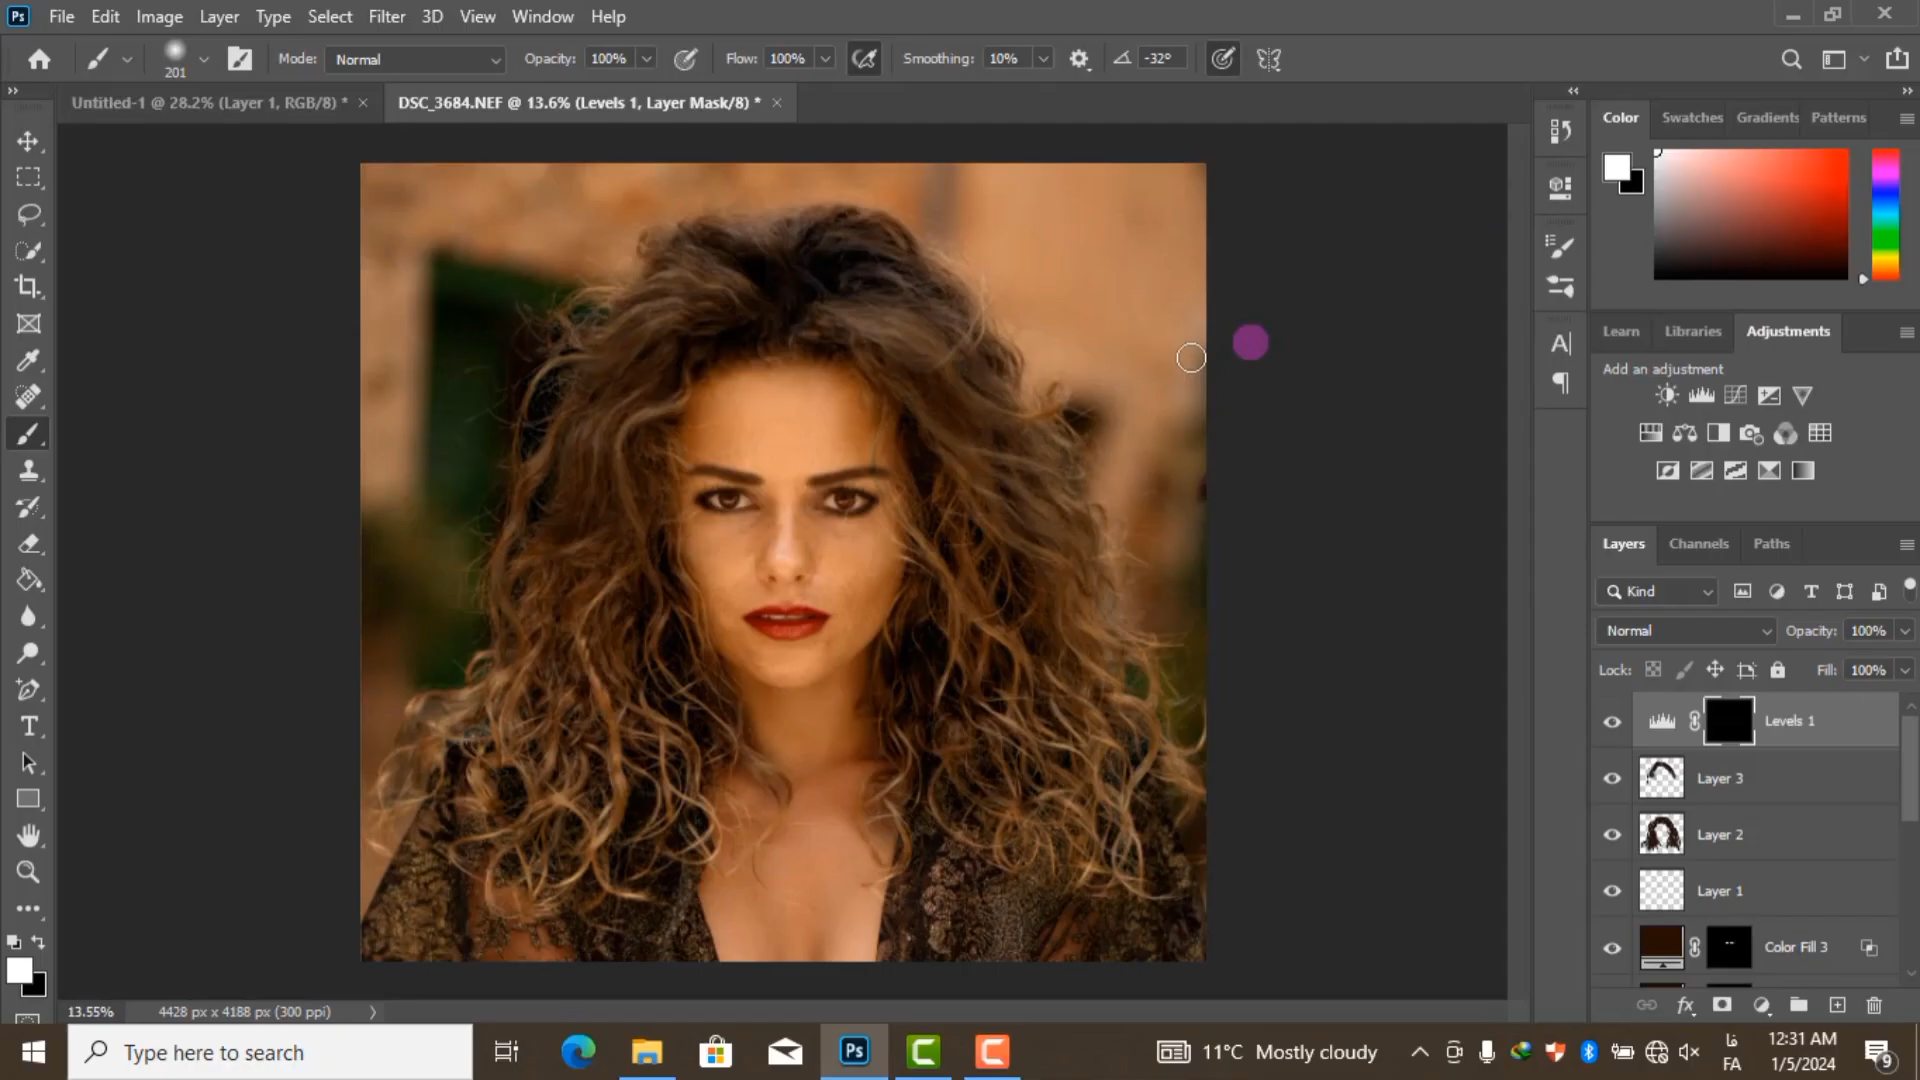 Ps File Edit Image Layer Type Select Filter 3D View Window Help
201 Mode: Normal Opacity: 100% Flow: 100% Smoothing: 10% -32°
Untitled-1 @ 28.2% (Layer 1, RGB/8) * × DSC_3684.NEF @ 13.6% (Levels 1, Layer Mask/8) * ×
Color Swatches Gradients Patterns
Learn Libraries Adjustments
Add an adjustment
Layers Channels Paths
Kind
Normal Opacity: 100%
Lock: Fill: 100%
Levels 1
Layer 3
Layer 2
Layer 1
Color Fill 3
13.55% 4428 px x 4188 px (300 ppi)
Type here to search
Ps
11°C Mostly cloudy
فا
FA
12:31 AM
1/5/2024
9